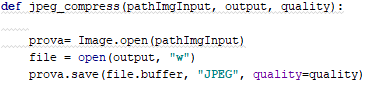 def jpeg_compress(pathImgInput, output, quality):
prova= Image.open(pathImgInput)
file = open(output, "w")
prova.save(file.buffer, "JPEG", quality=quality)